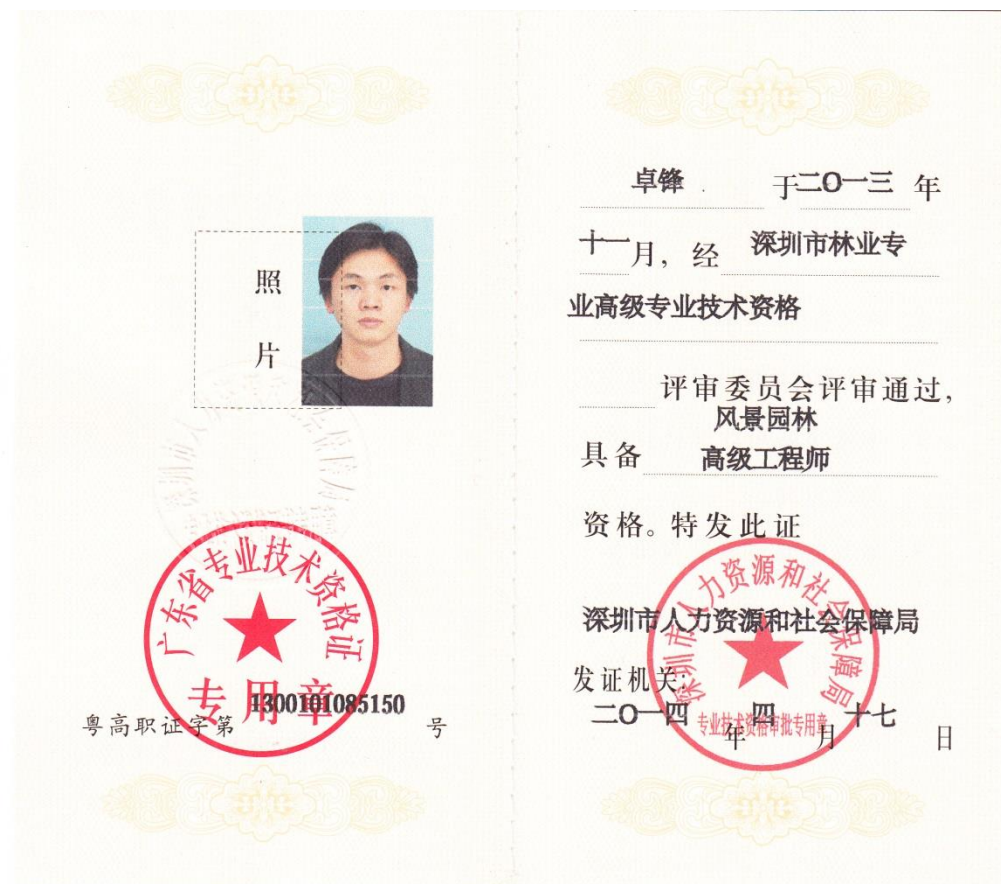 照
片
广东省专业技术资格证
专用章
粤高职证字第 1300101085150 号
卓锋 于二O一三 年
十一月，经 深圳市林业专
业高级专业技术资格
评审委员会评审通过，
风景园林
具备 高级工程师
资格。特发此证
深圳市人力资源和社会保障局
深圳市人力资源和社会保障局
发证机关：
专业技术资格审批专用章
二O一四 年 四 月 十七 日